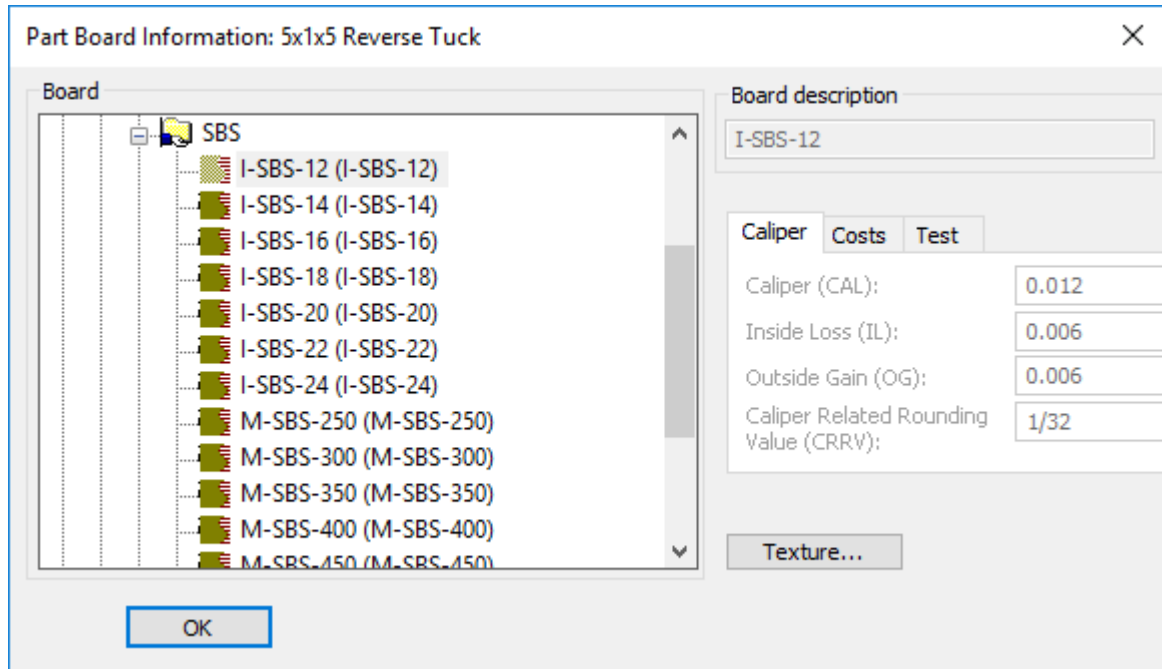 Part Board Information: 5x1x5 Reverse Tuck
Board
SBS
I-SBS-12 (I-SBS-12)
I-SBS-14 (I-SBS-14)
I-SBS-16 (I-SBS-16)
I-SBS-18 (I-SBS-18)
I-SBS-20 (I-SBS-20)
I-SBS-22 (I-SBS-22)
I-SBS-24 (I-SBS-24)
M-SBS-250 (M-SBS-250)
M-SBS-300 (M-SBS-300)
M-SBS-350 (M-SBS-350)
M-SBS-400 (M-SBS-400)
M-SBS-450 (M-SBS-450)
OK
Board description
I-SBS-12
Caliper Costs Test
Caliper (CAL): 0.012
Inside Loss (IL): 0.006
Outside Gain (OG): 0.006
Caliper Related Rounding
Value (CRRV): 1/32
Texture...